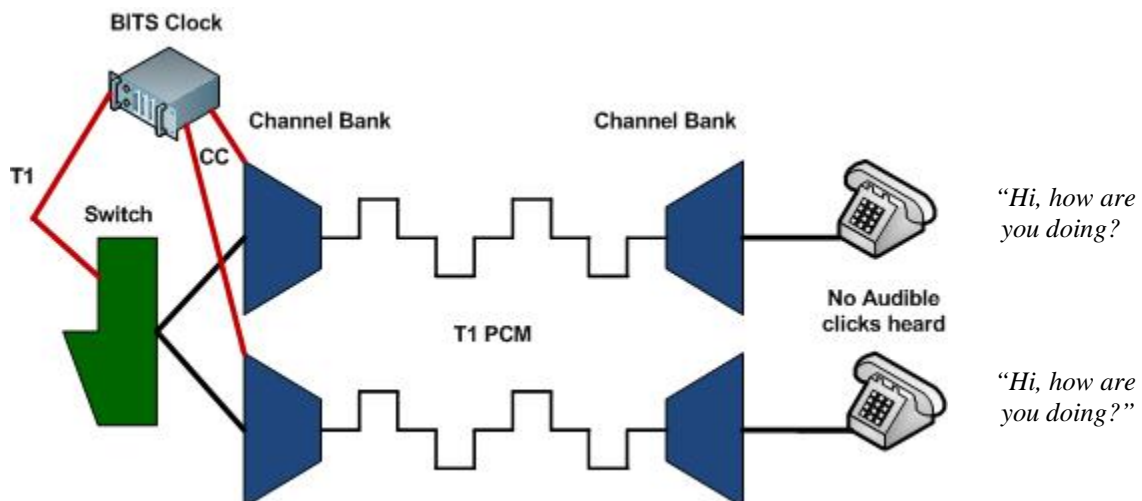 BITS Clock
Channel Bank
Channel Bank
T1
CC
Switch
“Hi, how are
you doing?
No Audible
clicks heard
T1 PCM
“Hi, how are
you doing?”